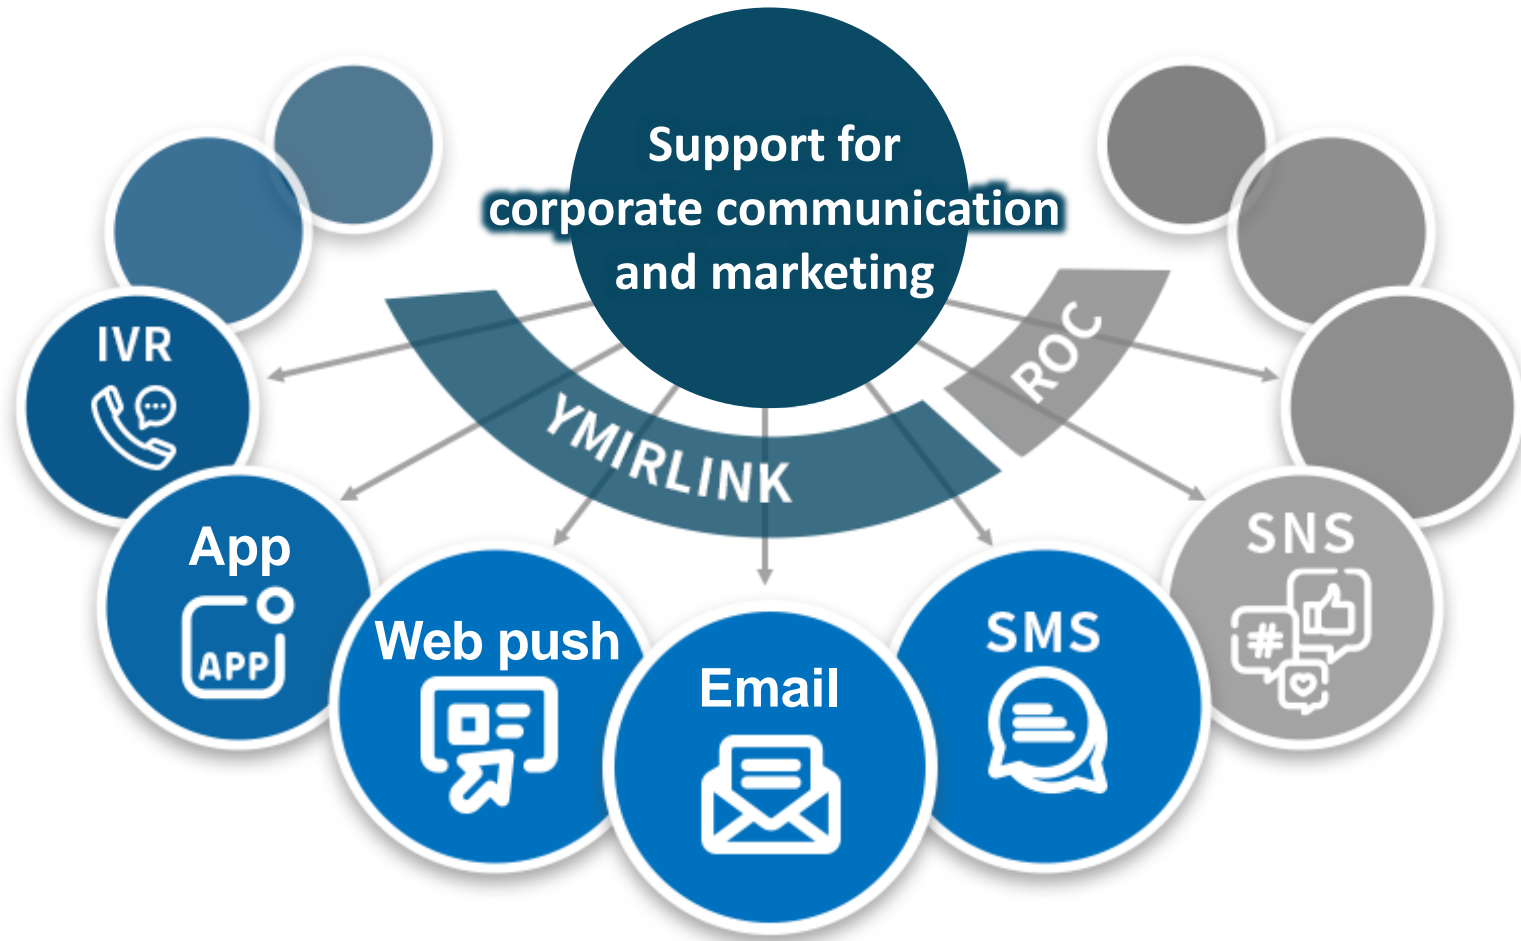 Support for
corporate communication
and marketing
YMIRLINK
ROC
IVR
App
APP
Web push
Email
SMS
SNS
#